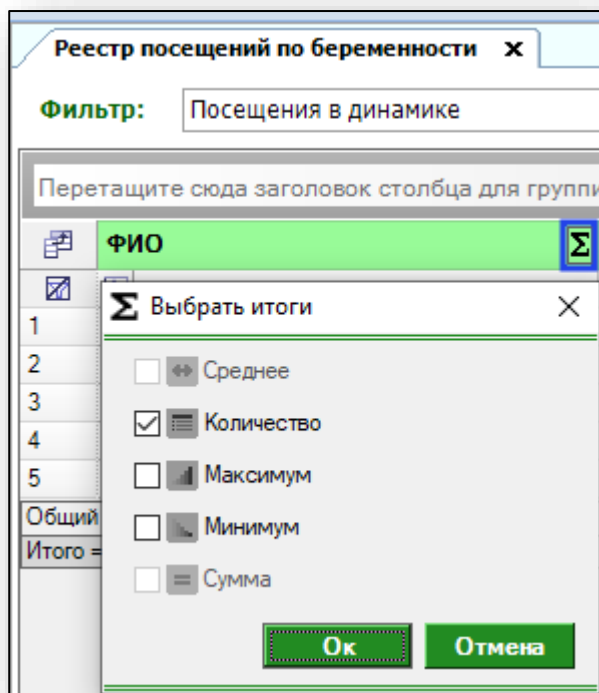 Реестр посещений по беременности x
Фильтр: Посещения в динамике
Перетащите сюда заголовок столбца для
ФИО Σ
Σ Выбрать итоги
1
2 Среднее
3 Количество
4
5 Максимум
Общий Минимум
Итого =
Сумма
Ок Отмена